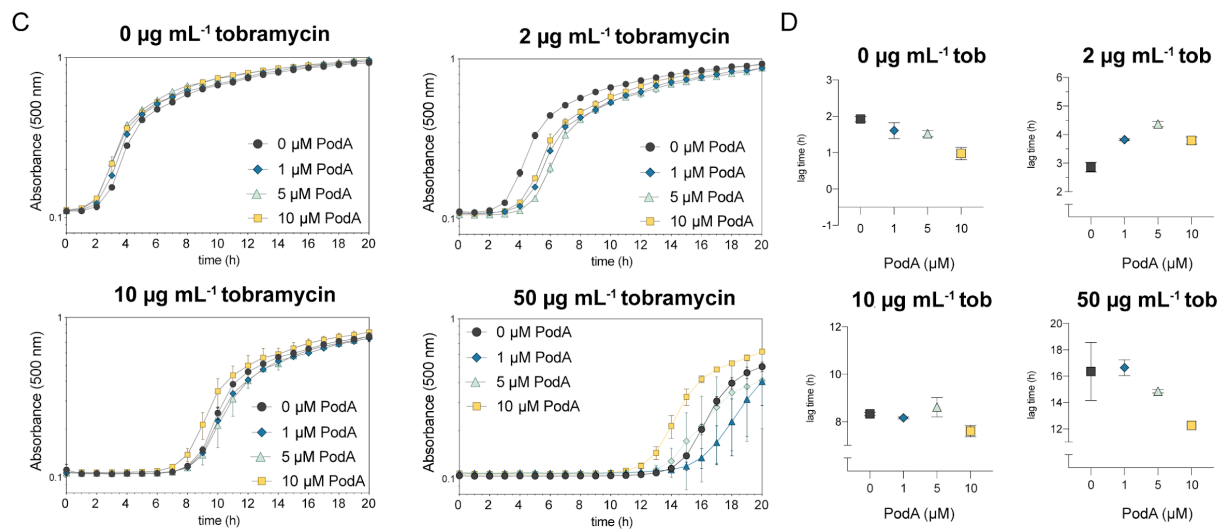 C
0 µg mL-1 tobramycin
Absorbance (500 nm)
1
0.1
0 µM PodA
1 µM PodA
5 µM PodA
10 µM PodA
0 2 4 6 8 10 12 14 16 18 20
time (h)
2 µg mL-1 tobramycin
Absorbance (500 nm)
1
0.1
0 µM PodA
1 µM PodA
5 µM PodA
10 µM PodA
0 2 4 6 8 10 12 14 16 18 20
time (h)
10 µg mL-1 tobramycin
Absorbance (500 nm)
1
0.1
0 µM PodA
1 µM PodA
5 µM PodA
10 µM PodA
0 2 4 6 8 10 12 14 16 18 20
time (h)
50 µg mL-1 tobramycin
Absorbance (500 nm)
1
0.1
0 µM PodA
1 µM PodA
5 µM PodA
10 µM PodA
0 2 4 6 8 10 12 14 16 18 20
time (h)
D
0 µg mL-1 tob
lag time (h)
3
2
1
0
-1
0 1 5 10
PodA (µM)
2 µg mL-1 tob
lag time (h)
6
5
4
3
2
1
0
0 1 5 10
PodA (µM)
10 µg mL-1 tob
lag time (h)
10
8
0
0 1 5 10
PodA (µM)
50 µg mL-1 tob
lag time (h)
20
18
16
14
12
0
0 1 5 10
PodA (µM)